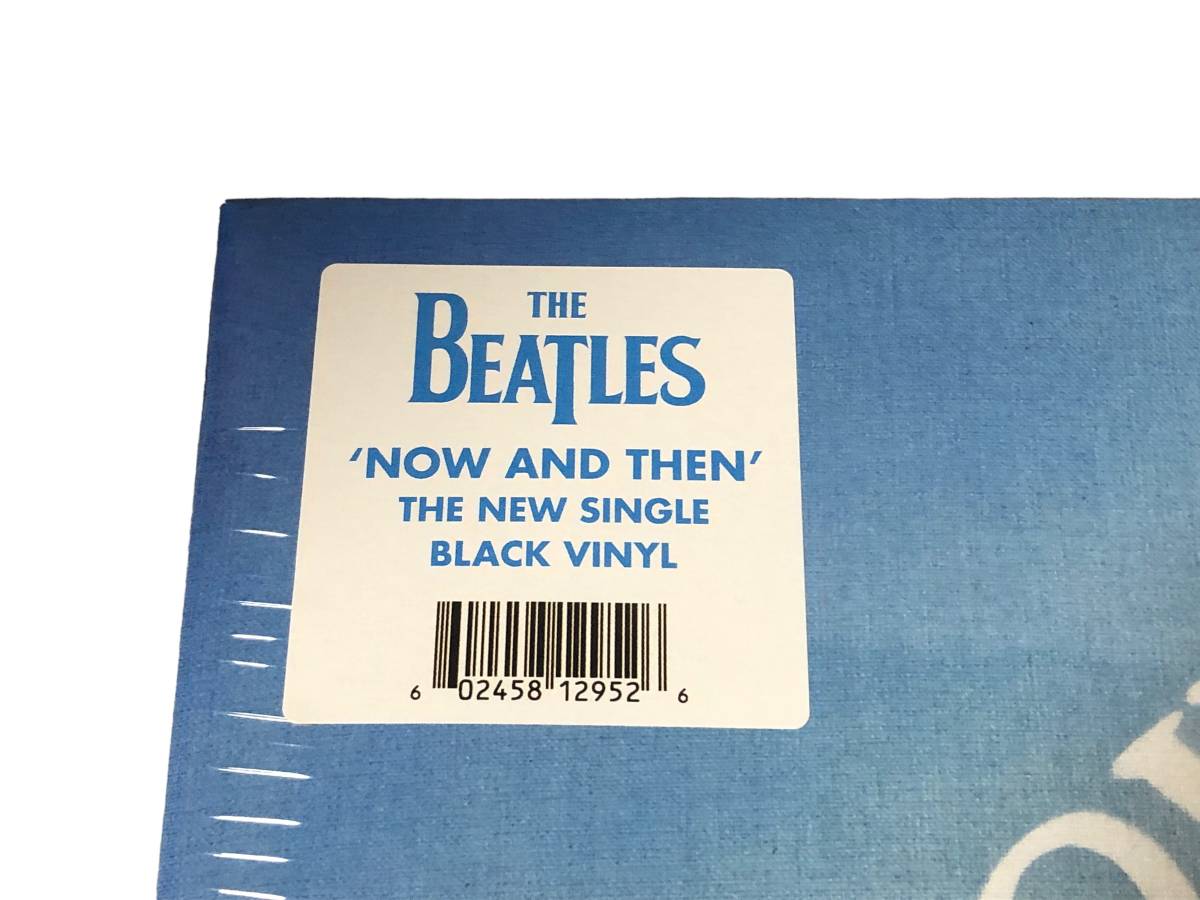 THE
BEATLES
‘NOW AND THEN’
THE NEW SINGLE
BLACK VINYL
6 02458 12952 6